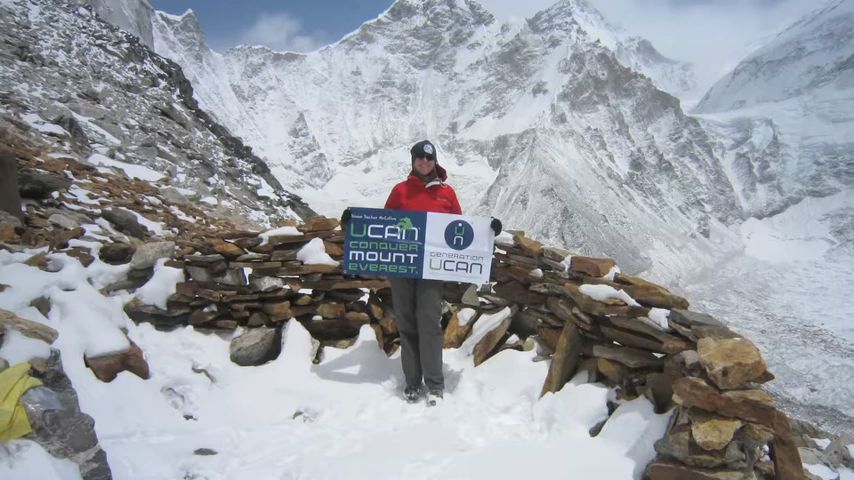 UCAN
CONQUER
MOUNT
EVEREST.
GENERATION
UCAN